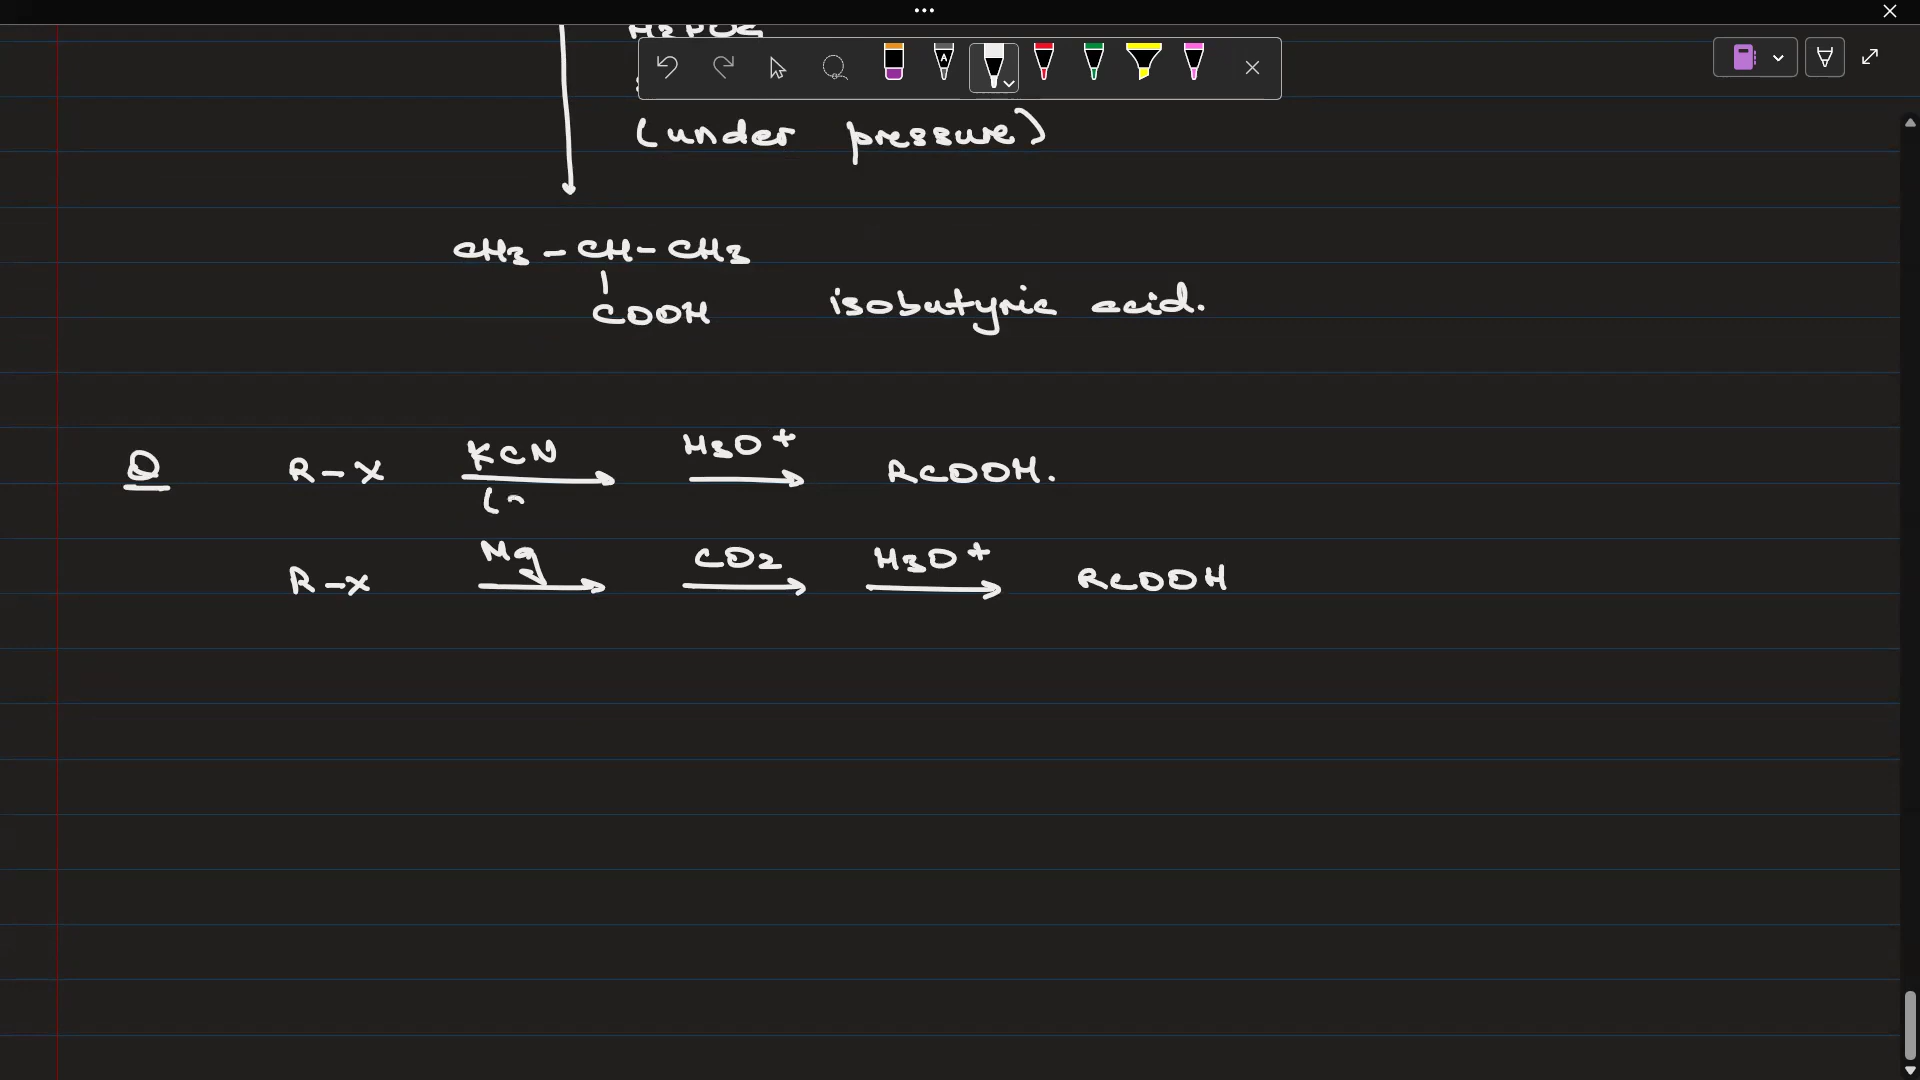 (under pressure)
CH3 - CH - CH3
|
COOH isobutyric acid.
Q R-X KCN H3O+ RCOOH.
R-X Mg CO2 H3O+ RCOOH